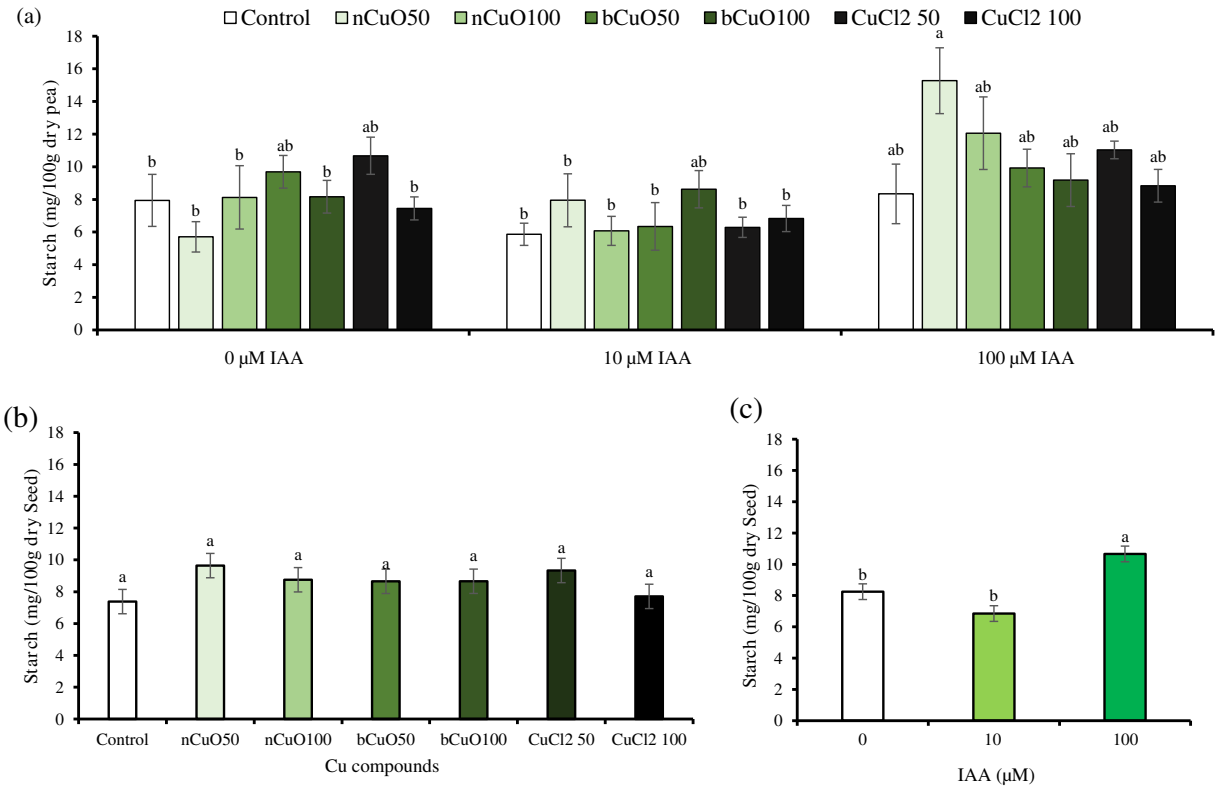 (a)
Control nCuO50 nCuO100 bCuO50 bCuO100 CuCl2 50 CuCl2 100
Starch (mg/100g dry pea)
18
16
14
12
10
8
6
4
2
0
b b b ab b ab b
b b b b ab b b
ab a ab ab ab ab ab
0 µM IAA 10 µM IAA 100 µM IAA
(b)
Starch (mg/100g dry Seed)
18
16
14
12
10
8
6
4
2
0
a a a a a a a
Control nCuO50 nCuO100 bCuO50 bCuO100 CuCl2 50 CuCl2 100
Cu compounds
(c)
Starch (mg/100g dry Seed)
18
16
14
12
10
8
6
4
2
0
b b a
0 10 100
IAA (µM)